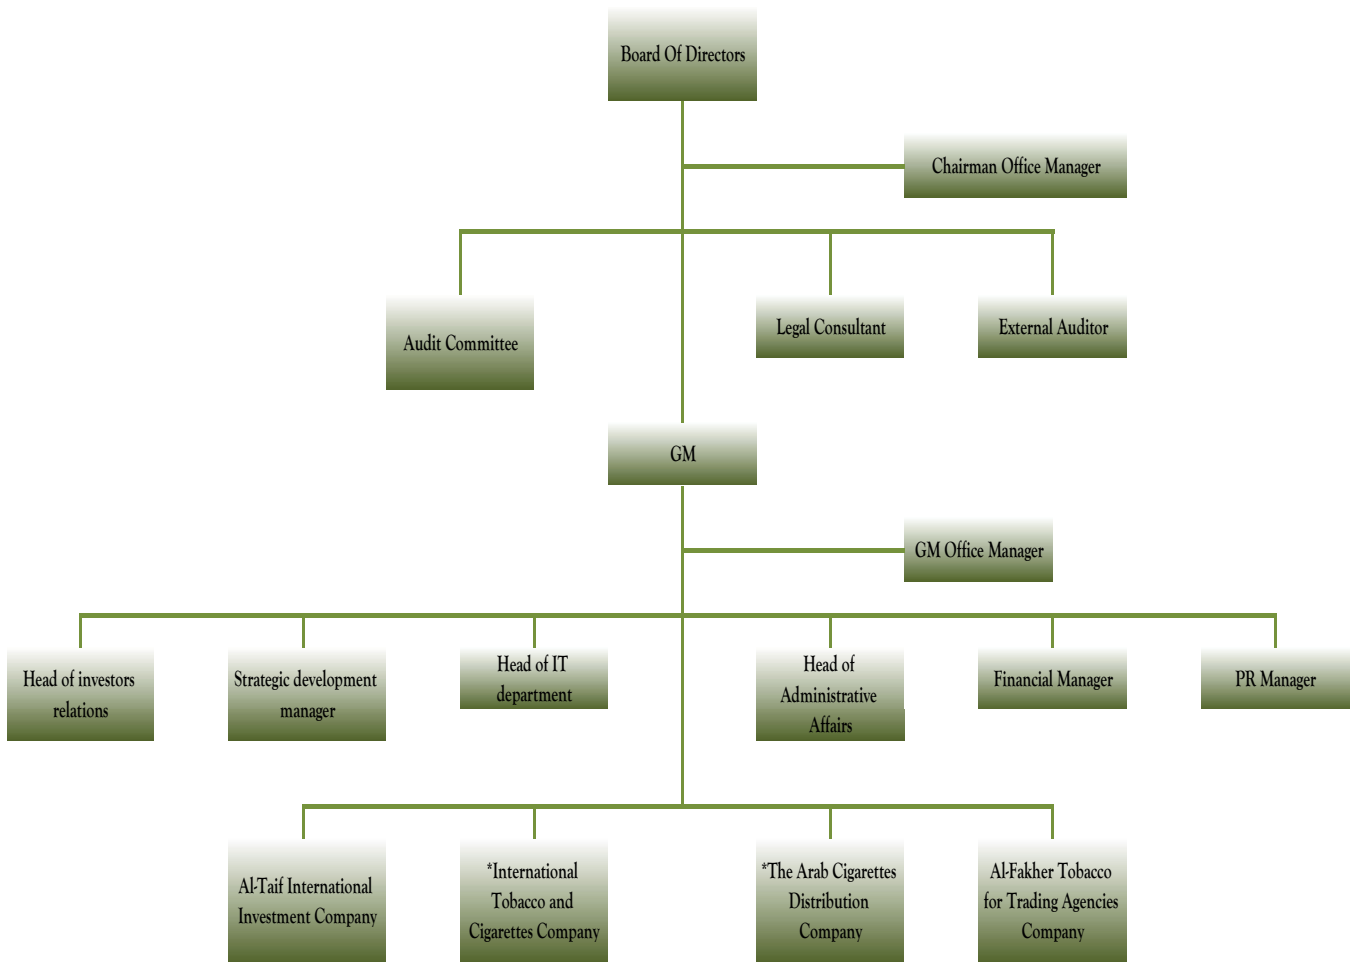 Board Of Directors
Chairman Office Manager
Audit Committee
Legal Consultant
External Auditor
GM
GM Office Manager
Head of investors
relations
Strategic development
manager
Head of IT
department
Head of
Administrative
Affairs
Financial Manager
PR Manager
Al-Taif International
Investment Company
*International
Tobacco and
Cigarettes Company
*The Arab Cigarettes
Distribution
Company
Al-Fakher Tobacco
for Trading Agencies
Company